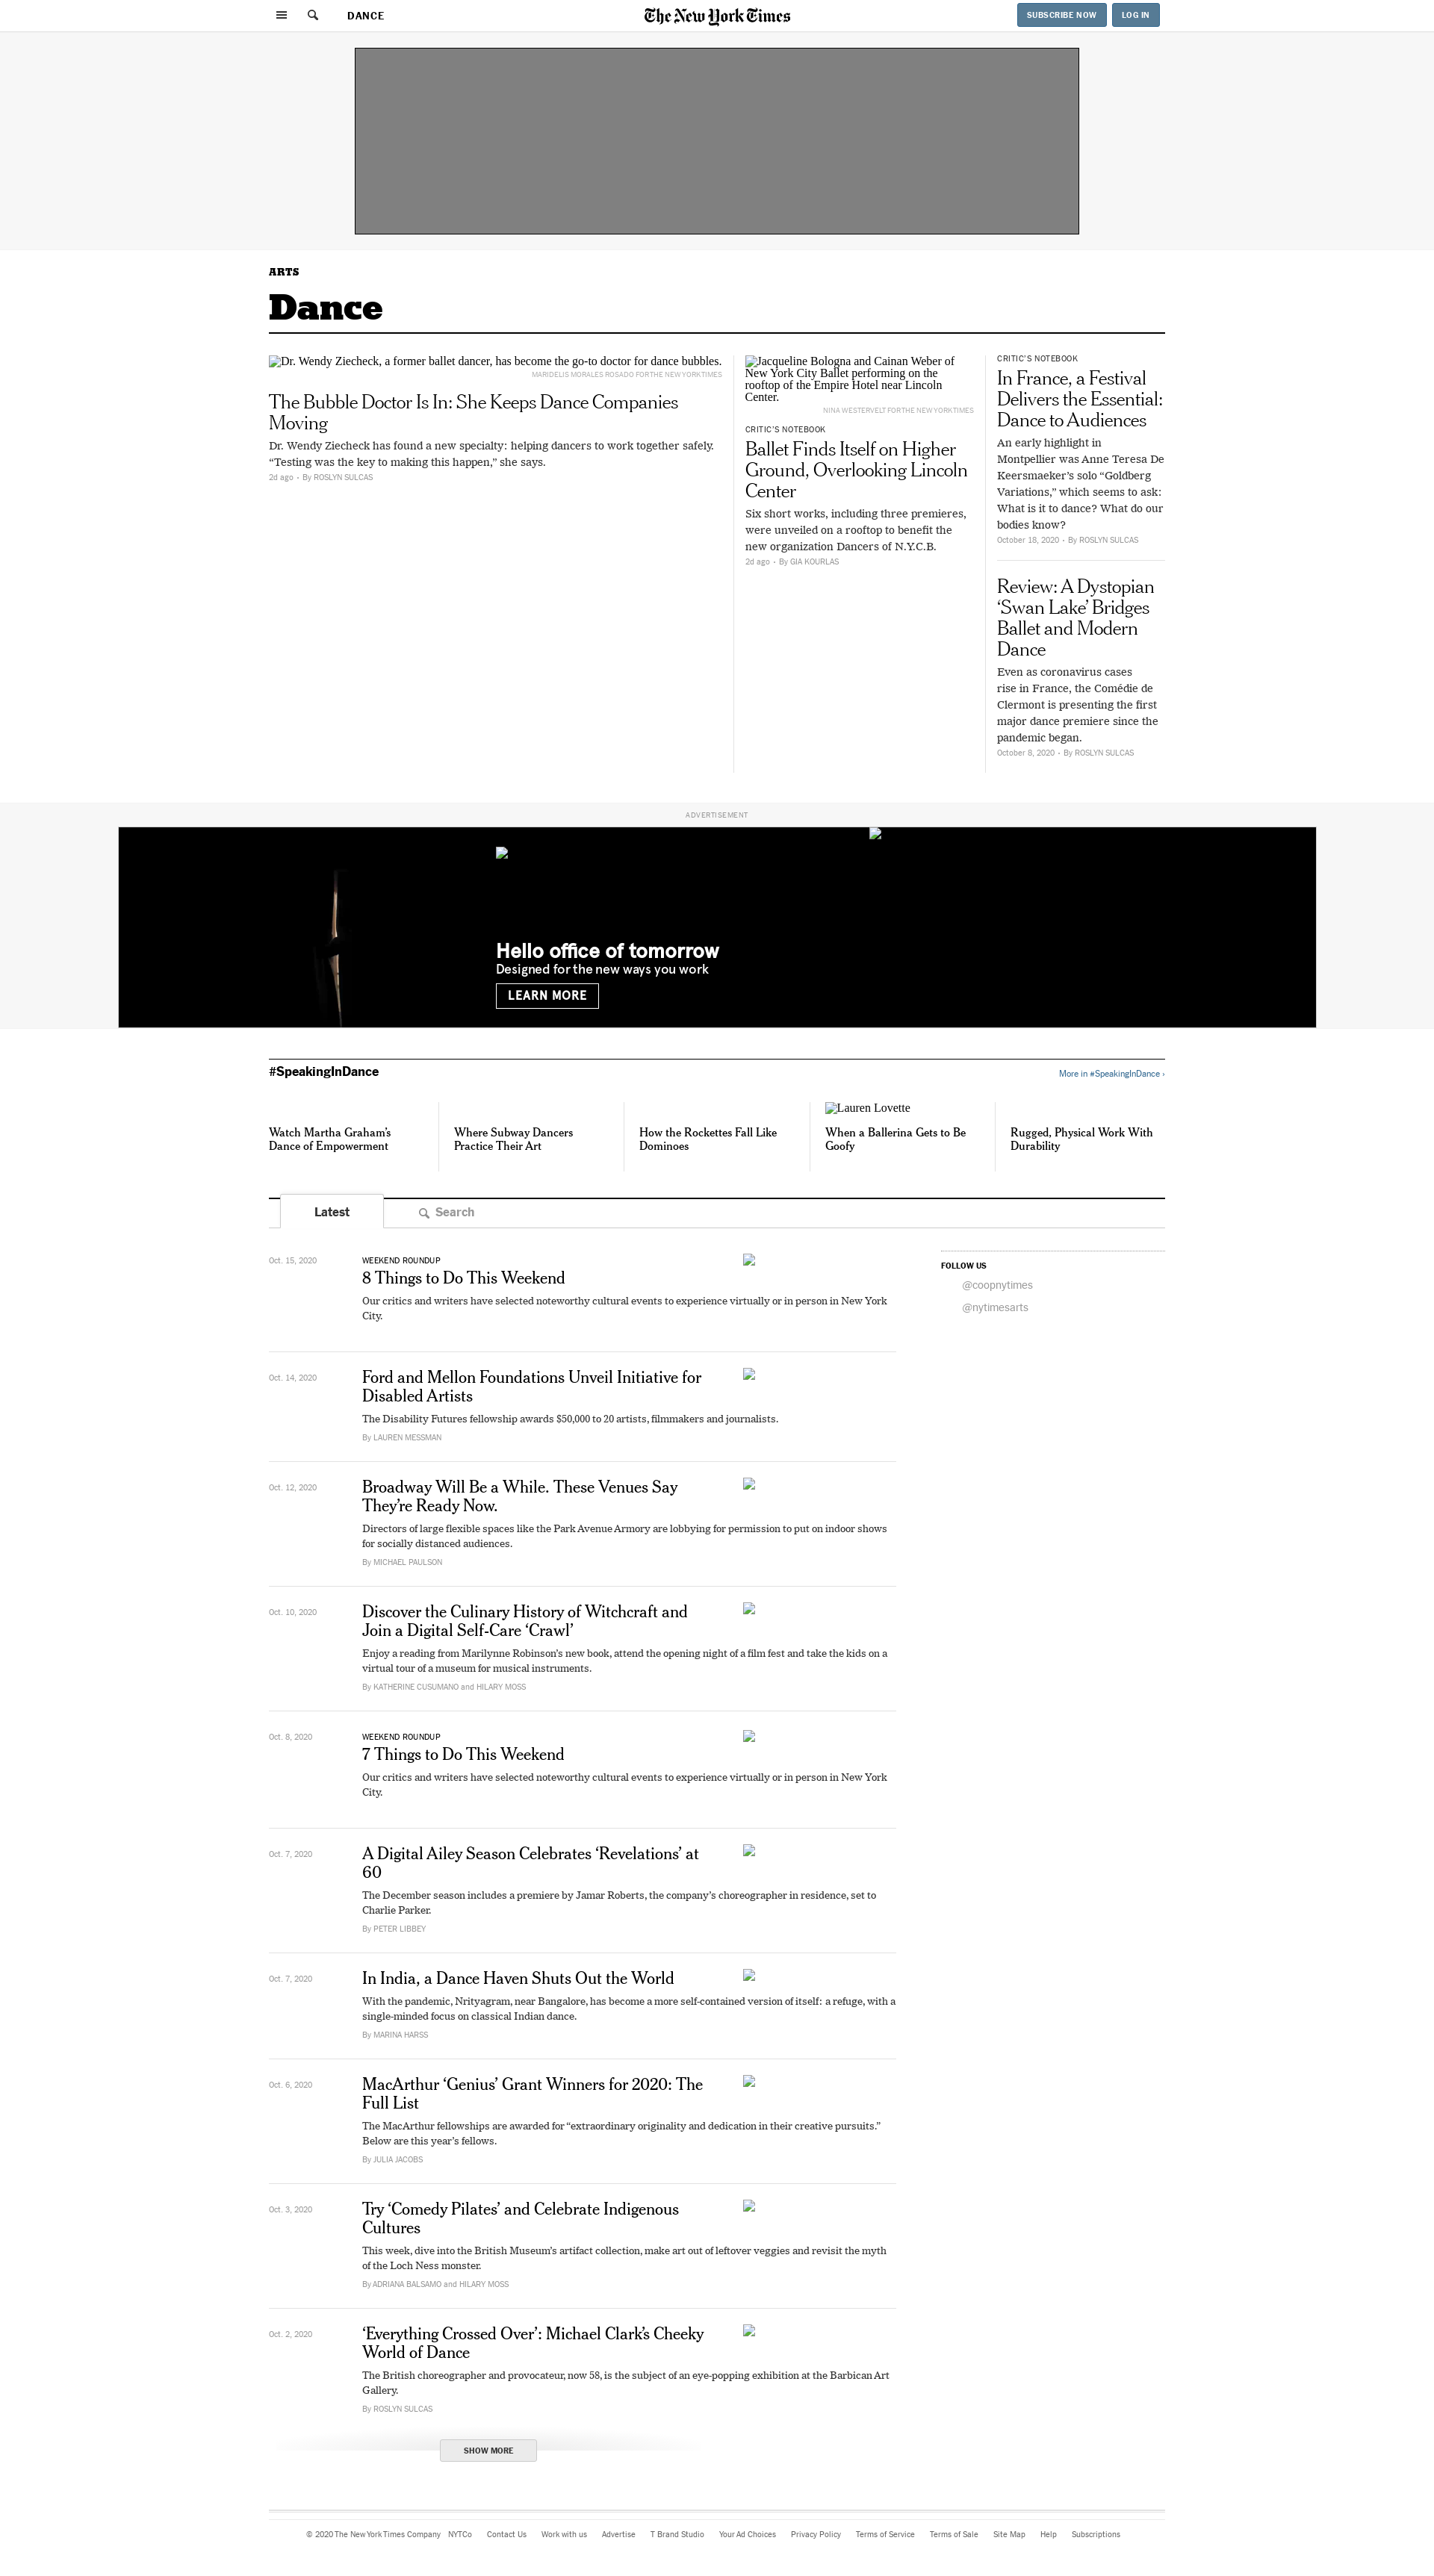 DANCE
The New York Times
SUBSCRIBE NOW
LOG IN
ARTS
Dance
Dr. Wendy Ziecheck, a former ballet dancer, has become the go-to doctor for dance bubbles.
MARIDELIS MORALES ROSADO FOR THE NEW YORK TIMES
The Bubble Doctor Is In: She Keeps Dance Companies
Moving
Dr. Wendy Ziecheck has found a new specialty: helping dancers to work together safely.
“Testing was the key to making this happen,” she says.
2d ago • By ROSLYN SULCAS
Jacqueline Bologna and Cainan Weber of
New York City Ballet performing on the
rooftop of the Empire Hotel near Lincoln
Center.
NINA WESTERVELT FOR THE NEW YORK TIMES
CRITIC’S NOTEBOOK
Ballet Finds Itself on Higher
Ground, Overlooking Lincoln
Center
Six short works, including three premieres,
were unveiled on a rooftop to benefit the
new organization Dancers of N.Y.C.B.
2d ago • By GIA KOURLAS
CRITIC’S NOTEBOOK
In France, a Festival
Delivers the Essential:
Dance to Audiences
An early highlight in
Montpellier was Anne Teresa De
Keersmaeker’s solo “Goldberg
Variations,” which seems to ask:
What is it to dance? What do our
bodies know?
October 18, 2020 • By ROSLYN SULCAS
Review: A Dystopian
‘Swan Lake’ Bridges
Ballet and Modern
Dance
Even as coronavirus cases
rise in France, the Comédie de
Clermont is presenting the first
major dance premiere since the
pandemic began.
October 8, 2020 • By ROSLYN SULCAS
ADVERTISEMENT
Hello office of tomorrow
Designed for the new ways you work
LEARN MORE
#SpeakingInDance
More in #SpeakingInDance ›
Watch Martha Graham’s
Dance of Empowerment
Where Subway Dancers
Practice Their Art
How the Rockettes Fall Like
Dominoes
Lauren Lovette
When a Ballerina Gets to Be
Goofy
Rugged, Physical Work With
Durability
Latest
Search
Oct. 15, 2020
WEEKEND ROUNDUP
8 Things to Do This Weekend
Our critics and writers have selected noteworthy cultural events to experience virtually or in person in New York
City.
FOLLOW US
@coopnytimes
@nytimesarts
Oct. 14, 2020
Ford and Mellon Foundations Unveil Initiative for
Disabled Artists
The Disability Futures fellowship awards $50,000 to 20 artists, filmmakers and journalists.
By LAUREN MESSMAN
Oct. 12, 2020
Broadway Will Be a While. These Venues Say
They’re Ready Now.
Directors of large flexible spaces like the Park Avenue Armory are lobbying for permission to put on indoor shows
for socially distanced audiences.
By MICHAEL PAULSON
Oct. 10, 2020
Discover the Culinary History of Witchcraft and
Join a Digital Self-Care ‘Crawl’
Enjoy a reading from Marilynne Robinson’s new book, attend the opening night of a film fest and take the kids on a
virtual tour of a museum for musical instruments.
By KATHERINE CUSUMANO and HILARY MOSS
Oct. 8, 2020
WEEKEND ROUNDUP
7 Things to Do This Weekend
Our critics and writers have selected noteworthy cultural events to experience virtually or in person in New York
City.
Oct. 7, 2020
A Digital Ailey Season Celebrates ‘Revelations’ at
60
The December season includes a premiere by Jamar Roberts, the company’s choreographer in residence, set to
Charlie Parker.
By PETER LIBBEY
Oct. 7, 2020
In India, a Dance Haven Shuts Out the World
With the pandemic, Nrityagram, near Bangalore, has become a more self-contained version of itself: a refuge, with a
single-minded focus on classical Indian dance.
By MARINA HARSS
Oct. 6, 2020
MacArthur ‘Genius’ Grant Winners for 2020: The
Full List
The MacArthur fellowships are awarded for “extraordinary originality and dedication in their creative pursuits.”
Below are this year’s fellows.
By JULIA JACOBS
Oct. 3, 2020
Try ‘Comedy Pilates’ and Celebrate Indigenous
Cultures
This week, dive into the British Museum’s artifact collection, make art out of leftover veggies and revisit the myth
of the Loch Ness monster.
By ADRIANA BALSAMO and HILARY MOSS
Oct. 2, 2020
‘Everything Crossed Over’: Michael Clark’s Cheeky
World of Dance
The British choreographer and provocateur, now 58, is the subject of an eye-popping exhibition at the Barbican Art
Gallery.
By ROSLYN SULCAS
SHOW MORE
© 2020 The New York Times Company NYTCo Contact Us Work with us Advertise T Brand Studio Your Ad Choices Privacy Policy Terms of Service Terms of Sale Site Map Help Subscriptions